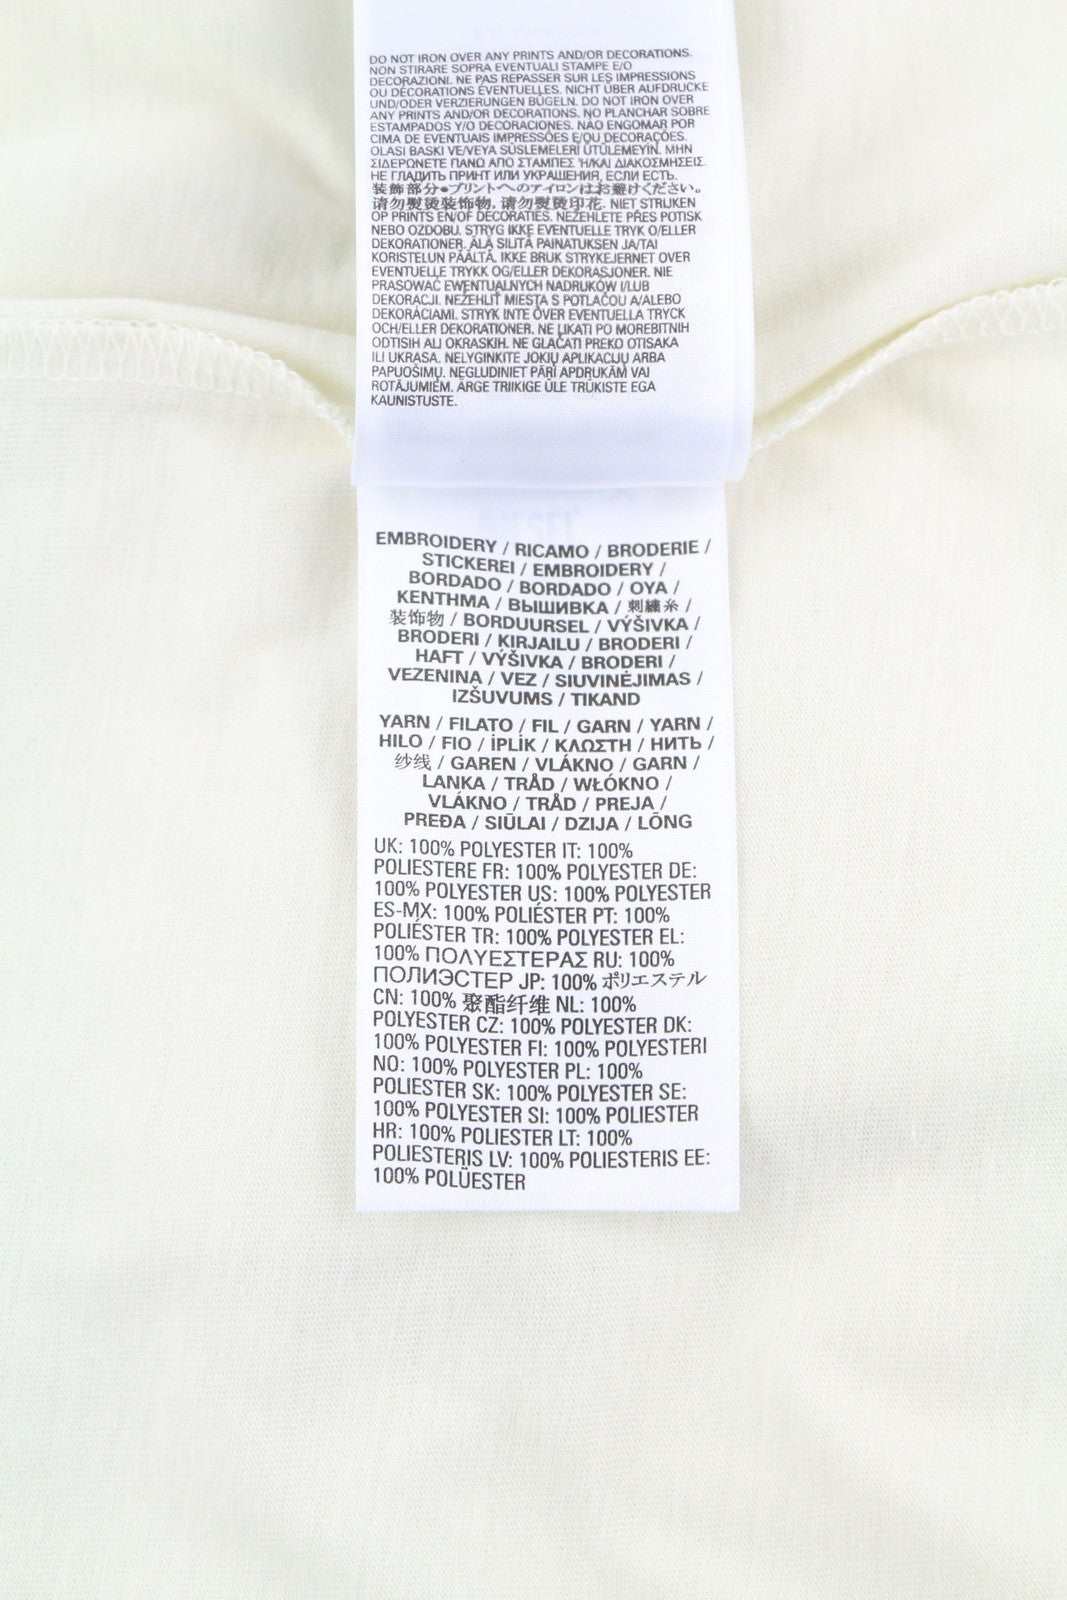 DO NOT IRON OVER ANY PRINTS AND/OR DECORATIONS.
NON STIRARE SOPRA EVENTUALI STAMPE E/O
DECORAZIONI. NE PAS REPASSER SUR LES IMPRESSIONS
OU DÉCORATIONS ÉVENTUELLES. NICHT ÜBER AUFDRUCKE
UND/ODER VERZIERUNGEN BÜGELN. DO NOT IRON OVER
ANY PRINTS AND/OR DECORATIONS. NO PLANCHAR SOBRE
ESTAMPADOS Y/O DECORACIONES. NÃO ENGOMAR POR
CIMA DE EVENTUAIS IMPRESSÕES E/OU DECORAÇÕES.
OLASI BASKI VE/VEYA SÜSLEMELERİ ÜTÜLEMEYİN. ΜΗΝ
ΣΙΔΕΡΩΝΕΤΕ ΠΑΝΩ ΑΠΟ ΣΤΑΜΠΕΣ Ή/ΚΑΙ ΔΙΑΚΟΣΜΗΣΕΙΣ.
НЕ ГЛАДИТЬ ПРИНТ ИЛИ УКРАШЕНИЯ, ЕСЛИ ЕСТЬ.
装飾部分●プリントへのアイロンはお避けください。
请勿熨烫装饰物, 请勿熨烫印花. NIET STRIJKEN
OP PRINTS EN/OF DECORATIES. NEŽEHLETE PŘES POTISK
NEBO OZDOBU. STRYG IKKE EVENTUELLE TRYK O/ELLER
DEKORATIONER. ÄLÄ SILITÄ PAINATUKSEN JA/TAI
KORISTELUN PÄÄLTÄ. IKKE BRUK STRYKEJERNET OVER
EVENTUELLE TRYKK OG/ELLER DEKORASJONER. NIE
PRASOWAĆ EWENTUALNYCH NADRUKÓW I/LUB
DEKORACJI. NEŽEHLIŤ MIESTA S POTLAČOU A/ALEBO
DEKORÁCIAMI. STRYK INTE ÖVER EVENTUELLA TRYCK
OCH/ELLER DEKORATIONER. NE LIKATI PO MOREBITNIH
ODTISIH ALI OKRASKIH. NE GLAČATI PREKO OTISAKA
ILI UKRASA. NELYGINKITE JOKIŲ APLIKACIJŲ ARBA
PAPUOŠIMŲ. NEGLUDINIET PĀRI APDRUKĀM VAI
ROTĀJUMIEM. ÄRGE TRIIKIGE ÜLE TRÜKISTE EGA
KAUNISTUSTE.
EMBROIDERY / RICAMO / BRODERIE /
STICKEREI / EMBROIDERY /
BORDADO / BORDADO / OYA /
ΚΕΝΤΗΜΑ / ВЫШИВКА / 刺繍糸 /
装饰物 / BORDUURSEL / VÝŠIVKA /
BRODERI / KIRJAILU / BRODERI /
HAFT / VÝŠIVKA / BRODERI /
VEZENINA / VEZ / SIUVINĖJIMAS /
IZŠUVUMS / TIKAND
YARN / FILATO / FIL / GARN / YARN /
HILO / FIO / İPLİK / ΚΛΩΣΤΗ / НИТЬ /
纱线 / GAREN / VLÁKNO / GARN /
LANKA / TRÅD / WŁÓKNO /
VLÁKNO / TRÅD / PREJA /
PREĐA / SIŪLAI / DZIJA / LÕNG
UK: 100% POLYESTER IT: 100%
POLIESTERE FR: 100% POLYESTER DE:
100% POLYESTER US: 100% POLYESTER
ES-MX: 100% POLIÉSTER PT: 100%
POLIÉSTER TR: 100% POLYESTER EL:
100% ΠΟΛΥΕΣΤΕΡΑΣ RU: 100%
ПОЛИЭСТЕР JP: 100% ポリエステル
CN: 100% 聚酯纤维 NL: 100%
POLYESTER CZ: 100% POLYESTER DK:
100% POLYESTER FI: 100% POLYESTERI
NO: 100% POLYESTER PL: 100%
POLIESTER SK: 100% POLYESTER SE:
100% POLYESTER SI: 100% POLIESTER
HR: 100% POLIESTER LT: 100%
POLIESTERIS LV: 100% POLIESTERIS EE:
100% POLÜESTER